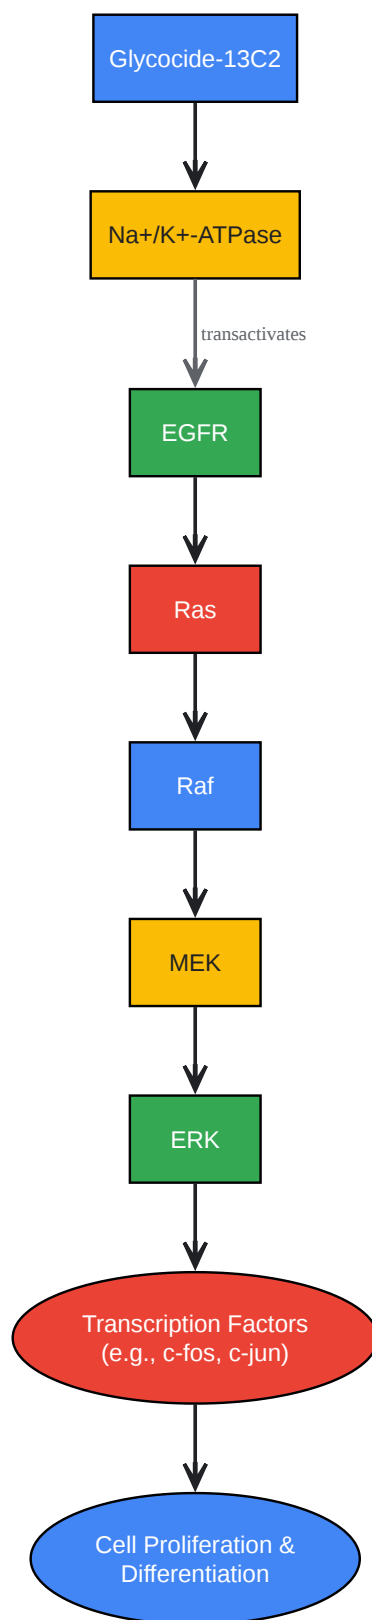 Glycocide-13C2
Na+/K+-ATPase
transactivates
EGFR
Ras
Raf
MEK
ERK
Transcription Factors
(e.g., c-fos, c-jun)
Cell Proliferation &
Differentiation